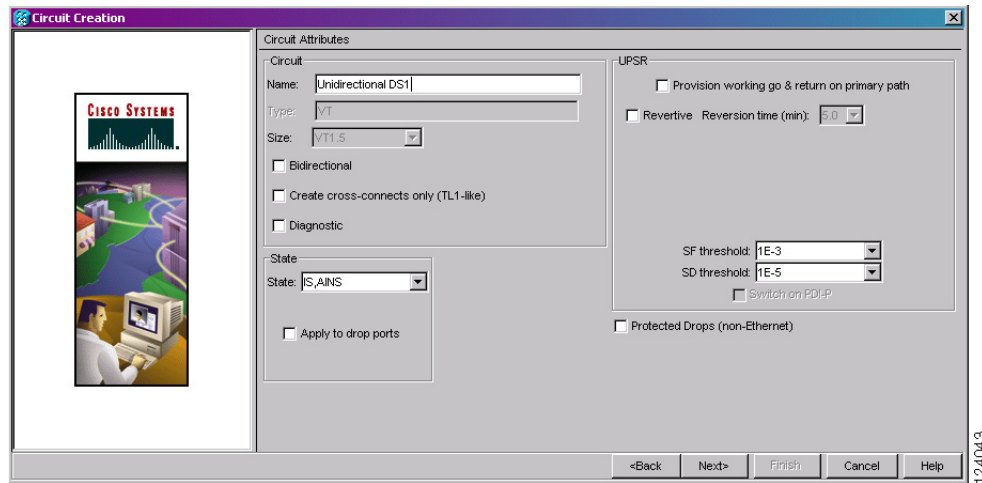 Circuit Creation
CISCO SYSTEMS
Circuit Attributes
Circuit
Name: Unidirectional DS1
Type: VT
Size: VT1.5
Bidirectional
Create cross-connects only (TL1-like)
Diagnostic
State
State: IS,AINS
Apply to drop ports
UPSR
Provision working go & return on primary path
Revertive Reversion time (min): 5.0
SF threshold: 1E-3
SD threshold: 1E-5
Switch on PDI-P
Protected Drops (non-Ethernet)
<Back Next> Finish Cancel Help
124043